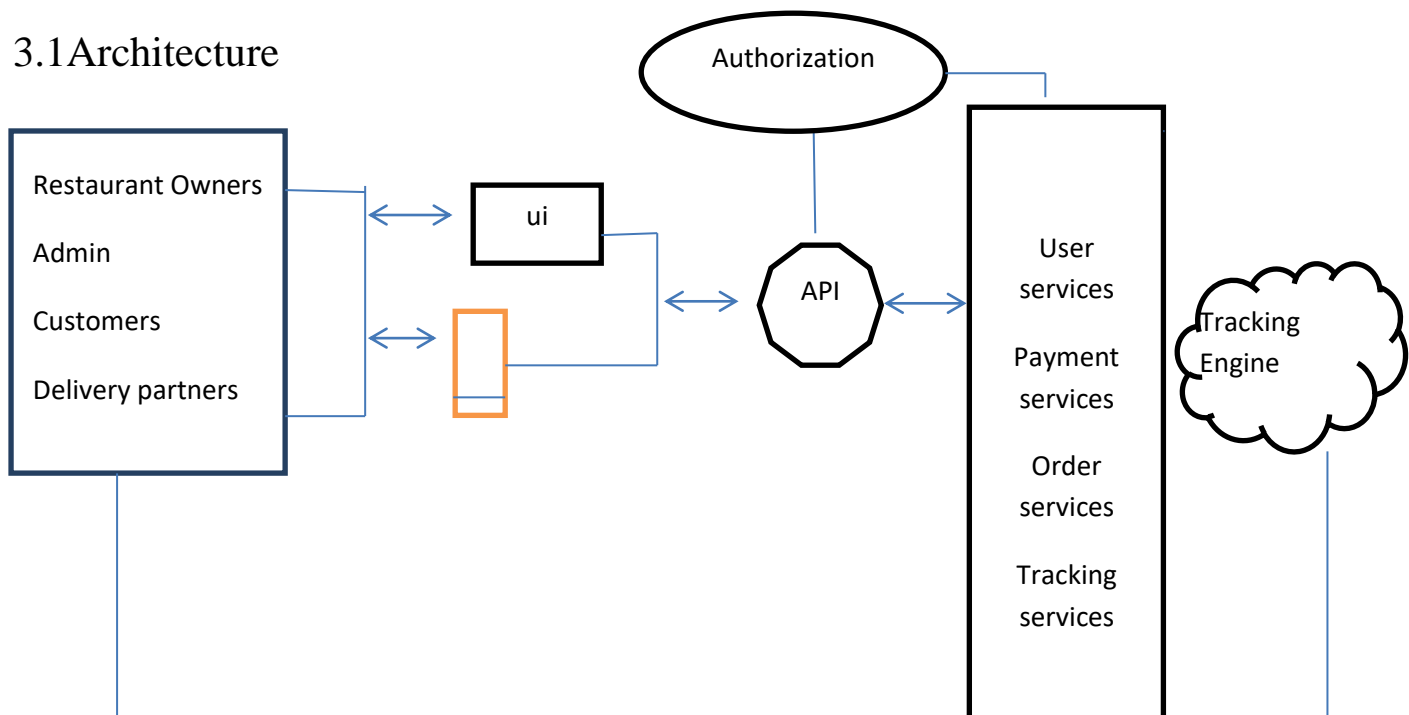 3.1Architecture
Authorization
Restaurant Owners
Admin
Customers
Delivery partners
ui
API
User
services
Payment
services
Order
services
Tracking
services
Tracking
Engine